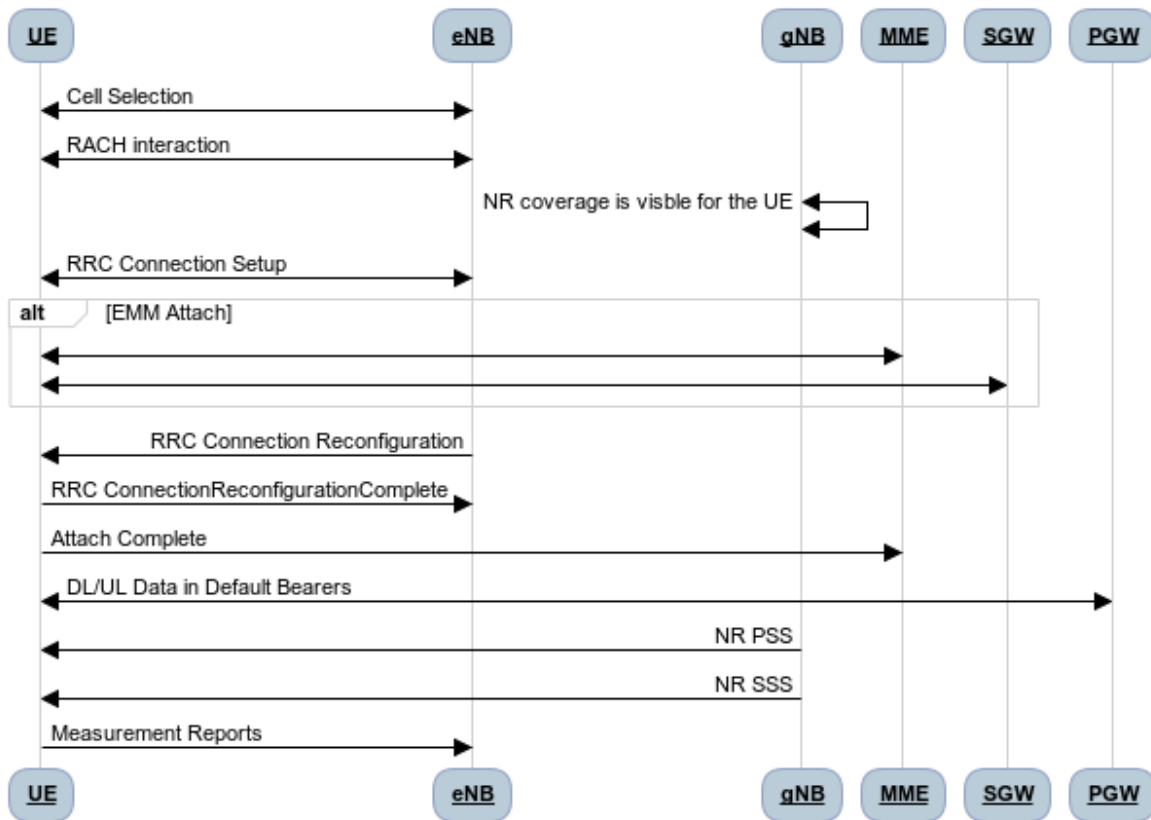 UE eNB gNB MME SGW PGW
Cell Selection
RACH interaction
NR coverage is visble for the UE
RRC Connection Setup
alt [EMM Attach]
RRC Connection Reconfiguration
RRC ConnectionReconfigurationComplete
Attach Complete
DL/UL Data in Default Bearers
NR PSS
NR SSS
Measurement Reports
UE eNB gNB MME SGW PGW